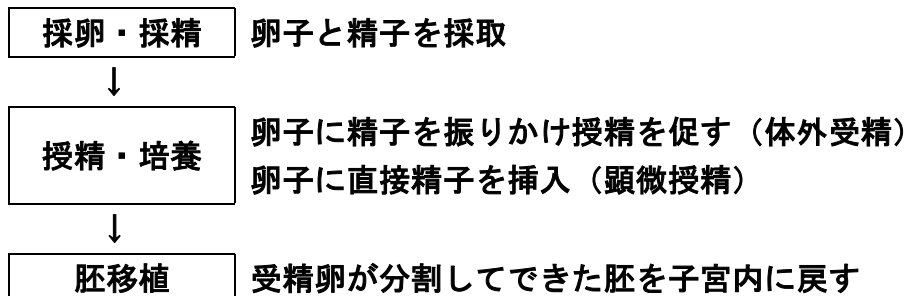 採卵・採精 卵子と精子を採取
↓
卵子に精子を振りかけ授精を促す（体外受精）
授精・培養
卵子に直接精子を挿入（顕微授精）
↓
胚移植 受精卵が分割してできた胚を子宮内に戻す